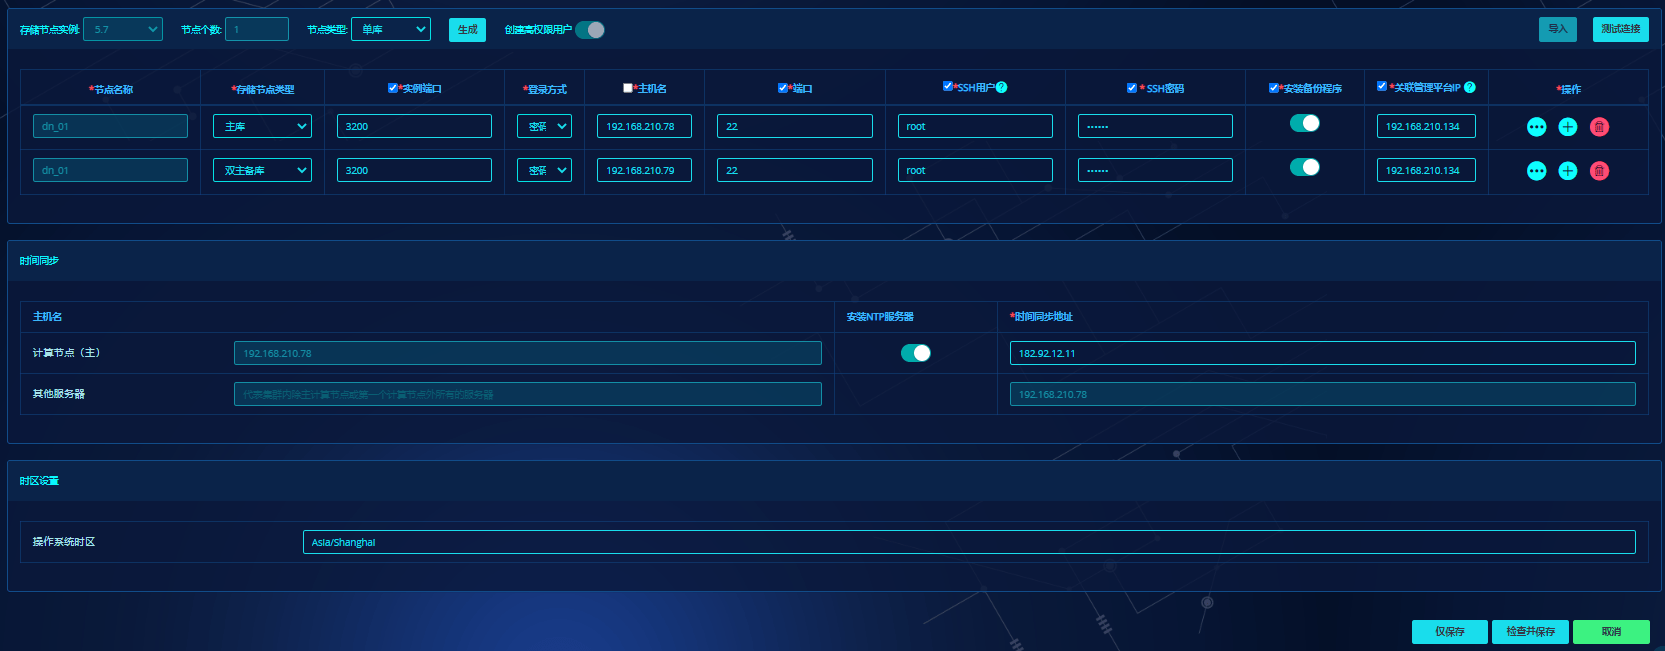 存储节点实例: 5.7 节点个数: 1 节点类型: 单库 生成 创建高权限用户 导入 测试连接
*节点名称 *存储节点类型 *实例端口 *登录方式 *主机名 *端口 *SSH用户 ? * SSH密码 *安装备份程序 *关联管理平台IP ? *操作
dn_01 主库 3200 密码 192.168.210.78 22 root •••••• 192.168.210.134
dn_01 双主备库 3200 密码 192.168.210.79 22 root •••••• 192.168.210.134
时间同步
主机名 安装NTP服务器 *时间同步地址
计算节点（主） 192.168.210.78 182.92.12.11
其他服务器 代表集群内除主计算节点或第一个计算节点外所有的服务器 192.168.210.78
时区设置
操作系统时区 Asia/Shanghai
仅保存 检查并保存 取消